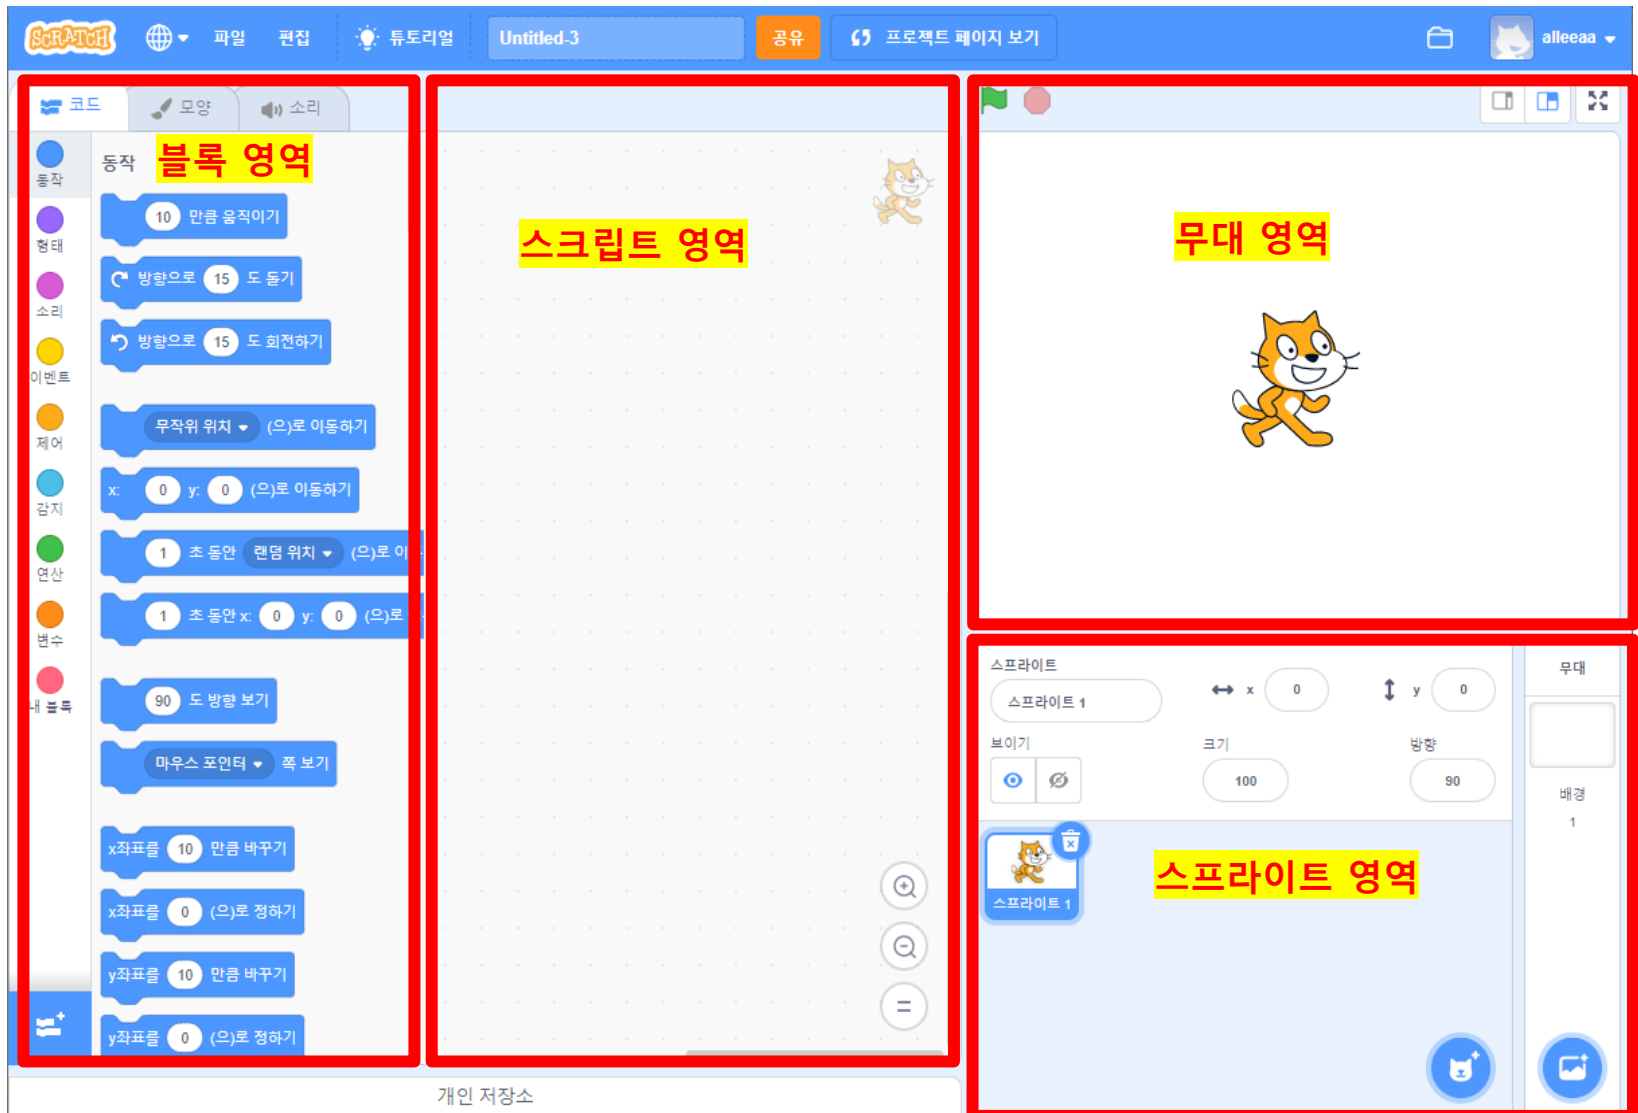 SCRATCH
파일
편집
튜토리얼
Untitled-3
공유
프로젝트 페이지 보기
alleeaa
코드
모양
소리
동작
형태
소리
이벤트
제어
감지
연산
변수
내 블록
동작
블록 영역
10 만큼 움직이기
방향으로 15 도 돌기
방향으로 15 도 회전하기
무작위 위치 (으)로 이동하기
x: 0 y: 0 (으)로 이동하기
1 초 동안 랜덤 위치 (으)로 이
1 초 동안 x: 0 y: 0 (으)로
90 도 방향 보기
마우스 포인터 쪽 보기
x좌표를 10 만큼 바꾸기
x좌표를 0 (으)로 정하기
y좌표를 10 만큼 바꾸기
y좌표를 0 (으)로 정하기
스크립트 영역
개인 저장소
무대 영역
스프라이트
스프라이트 1
x 0
y 0
보이기
크기
100
방향
90
스프라이트 1
스프라이트 영역
무대
배경
1